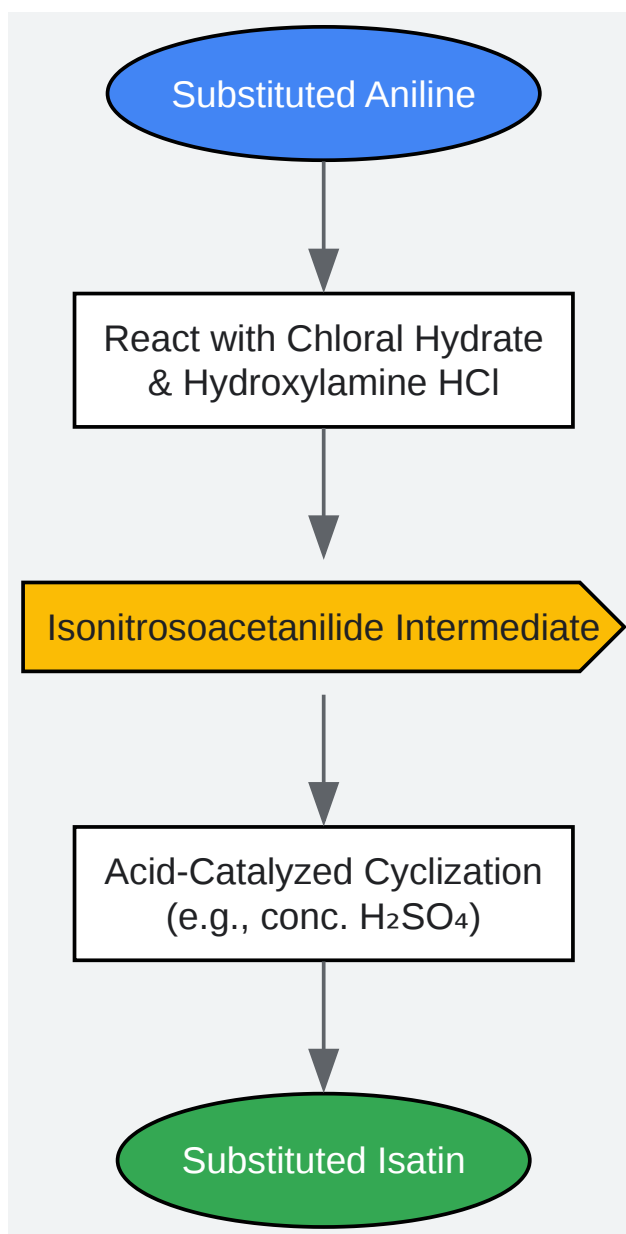 Substituted Aniline
React with Chloral Hydrate
& Hydroxylamine HCl
Isonitrosoacetanilide Intermediate
Acid-Catalyzed Cyclization
(e.g., conc. H₂SO₄)
Substituted Isatin